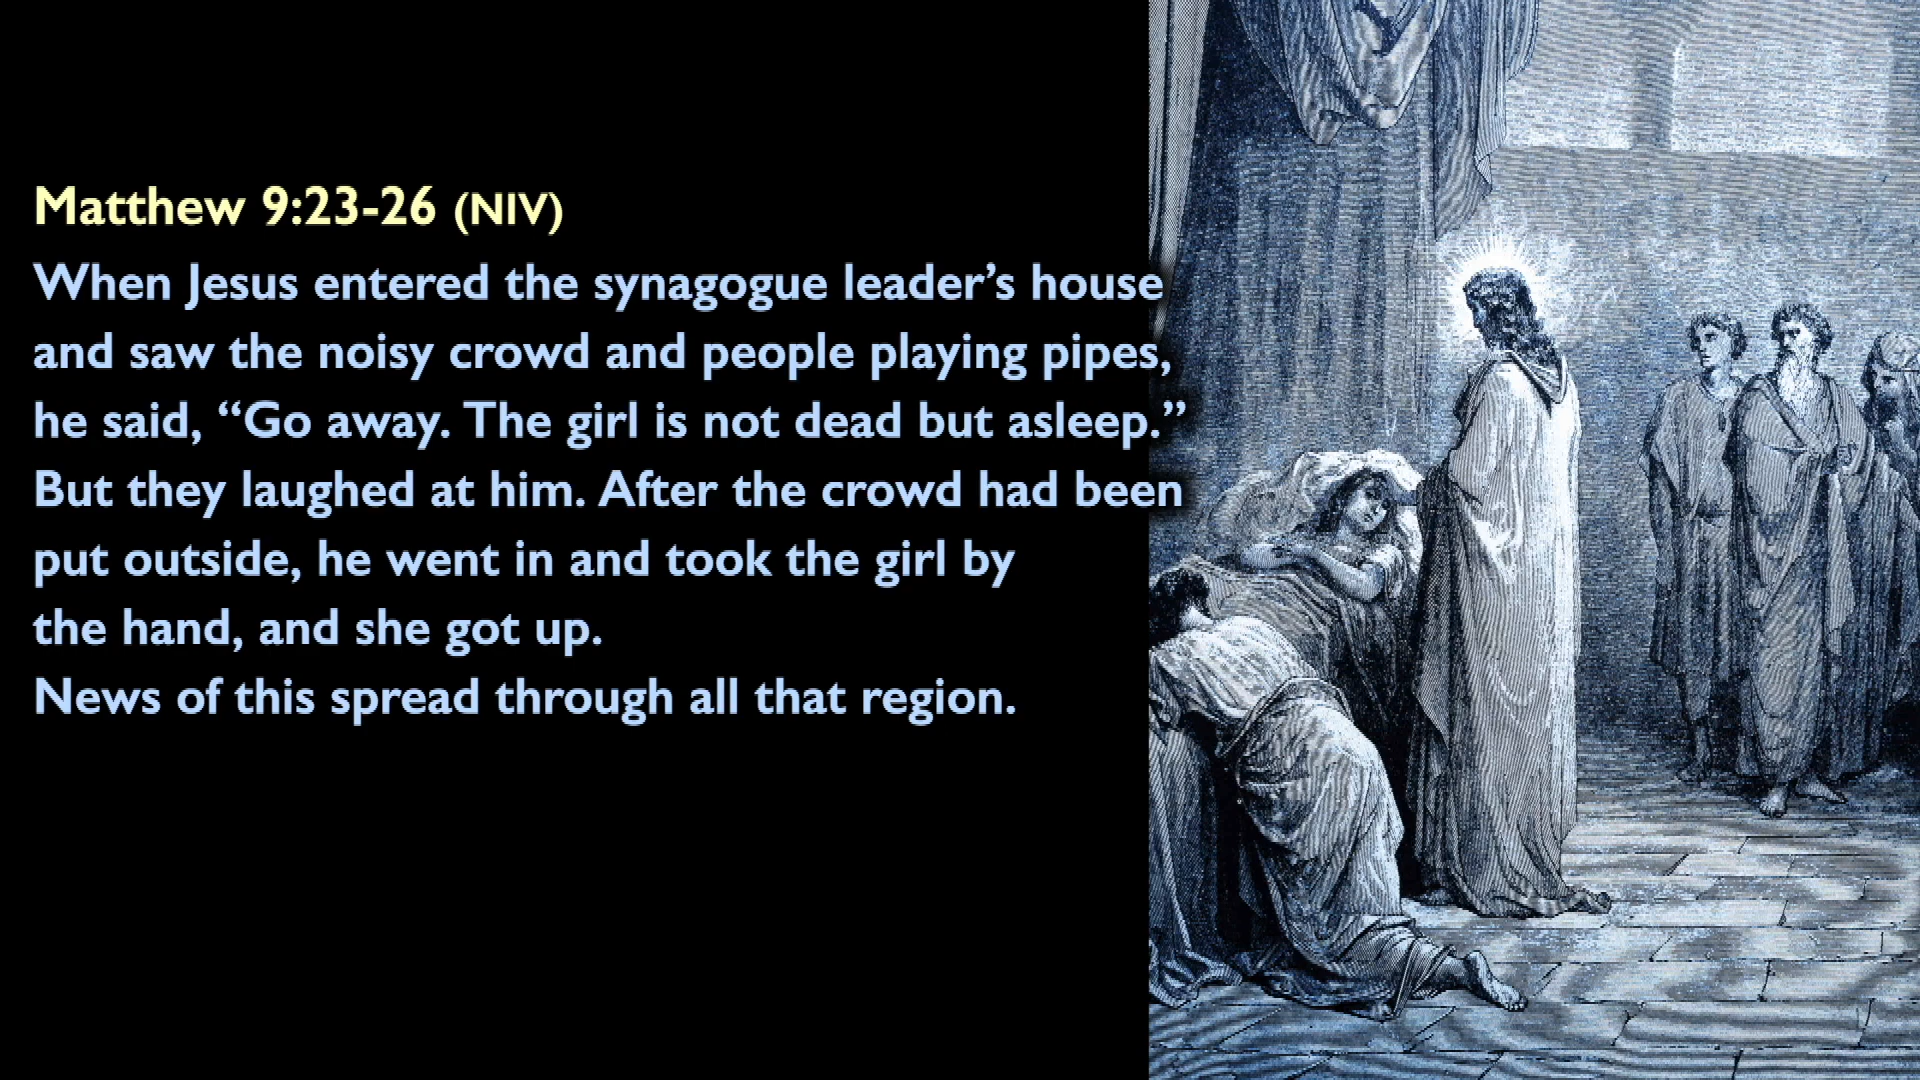 Matthew 9:23-26 (NIV)
When Jesus entered the synagogue leader’s house
and saw the noisy crowd and people playing pipes,
he said, “Go away. The girl is not dead but asleep.”
But they laughed at him. After the crowd had been
put outside, he went in and took the girl by
the hand, and she got up.
News of this spread through all that region.